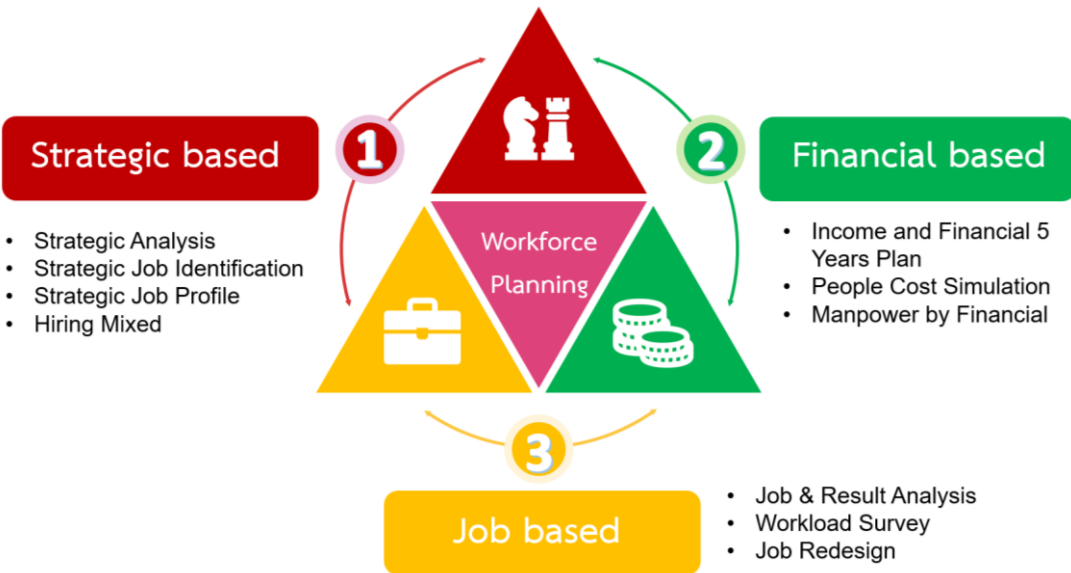 1
Strategic based
• Strategic Analysis
• Strategic Job Identification
• Strategic Job Profile
• Hiring Mixed
Workforce
Planning
2
Financial based
• Income and Financial 5
Years Plan
• People Cost Simulation
• Manpower by Financial
3
Job based
• Job & Result Analysis
• Workload Survey
• Job Redesign